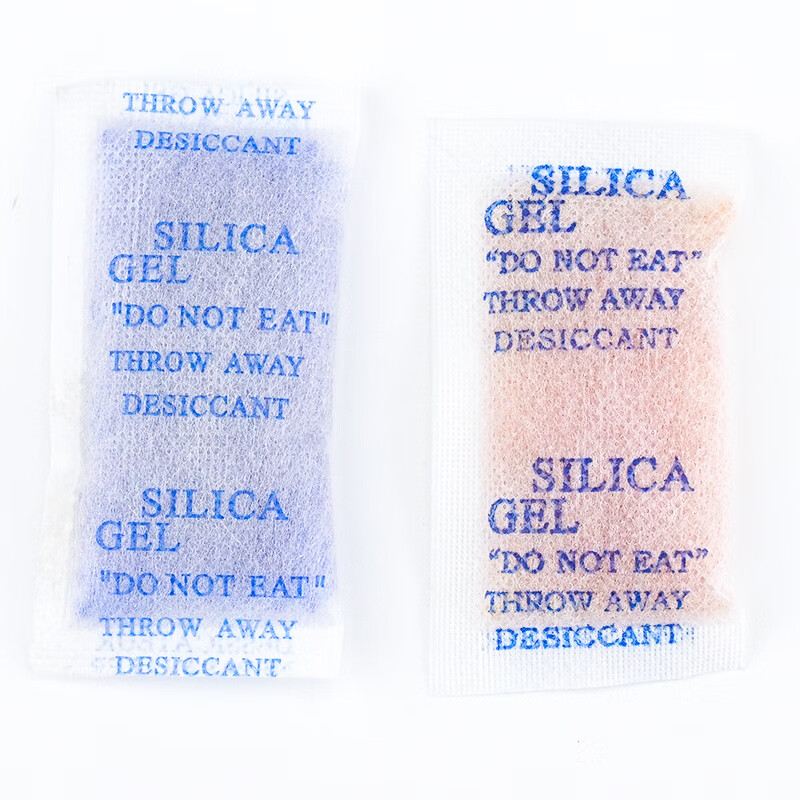 THROW AWAY
DESICCANT
SILICA
GEL
"DO NOT EAT"
THROW AWAY
DESICCANT
SILICA
GEL
"DO NOT EAT"
THROW AWAY
DESICCANT
SILICA
GEL
“DO NOT EAT”
THROW AWAY
DESICCANT
SILICA
GEL
“DO NOT EAT”
THROW AWAY
DESICCANT